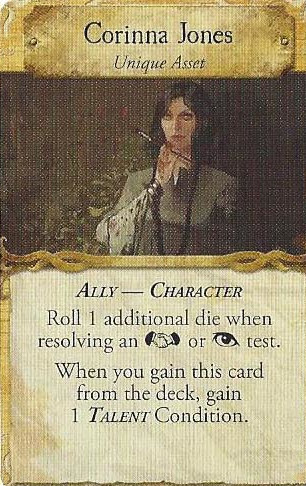 Corinna Jones
Unique Asset
ALLY — CHARACTER
Roll 1 additional die when
resolving an or test.
When you gain this card
from the deck, gain
1 TALENT Condition.